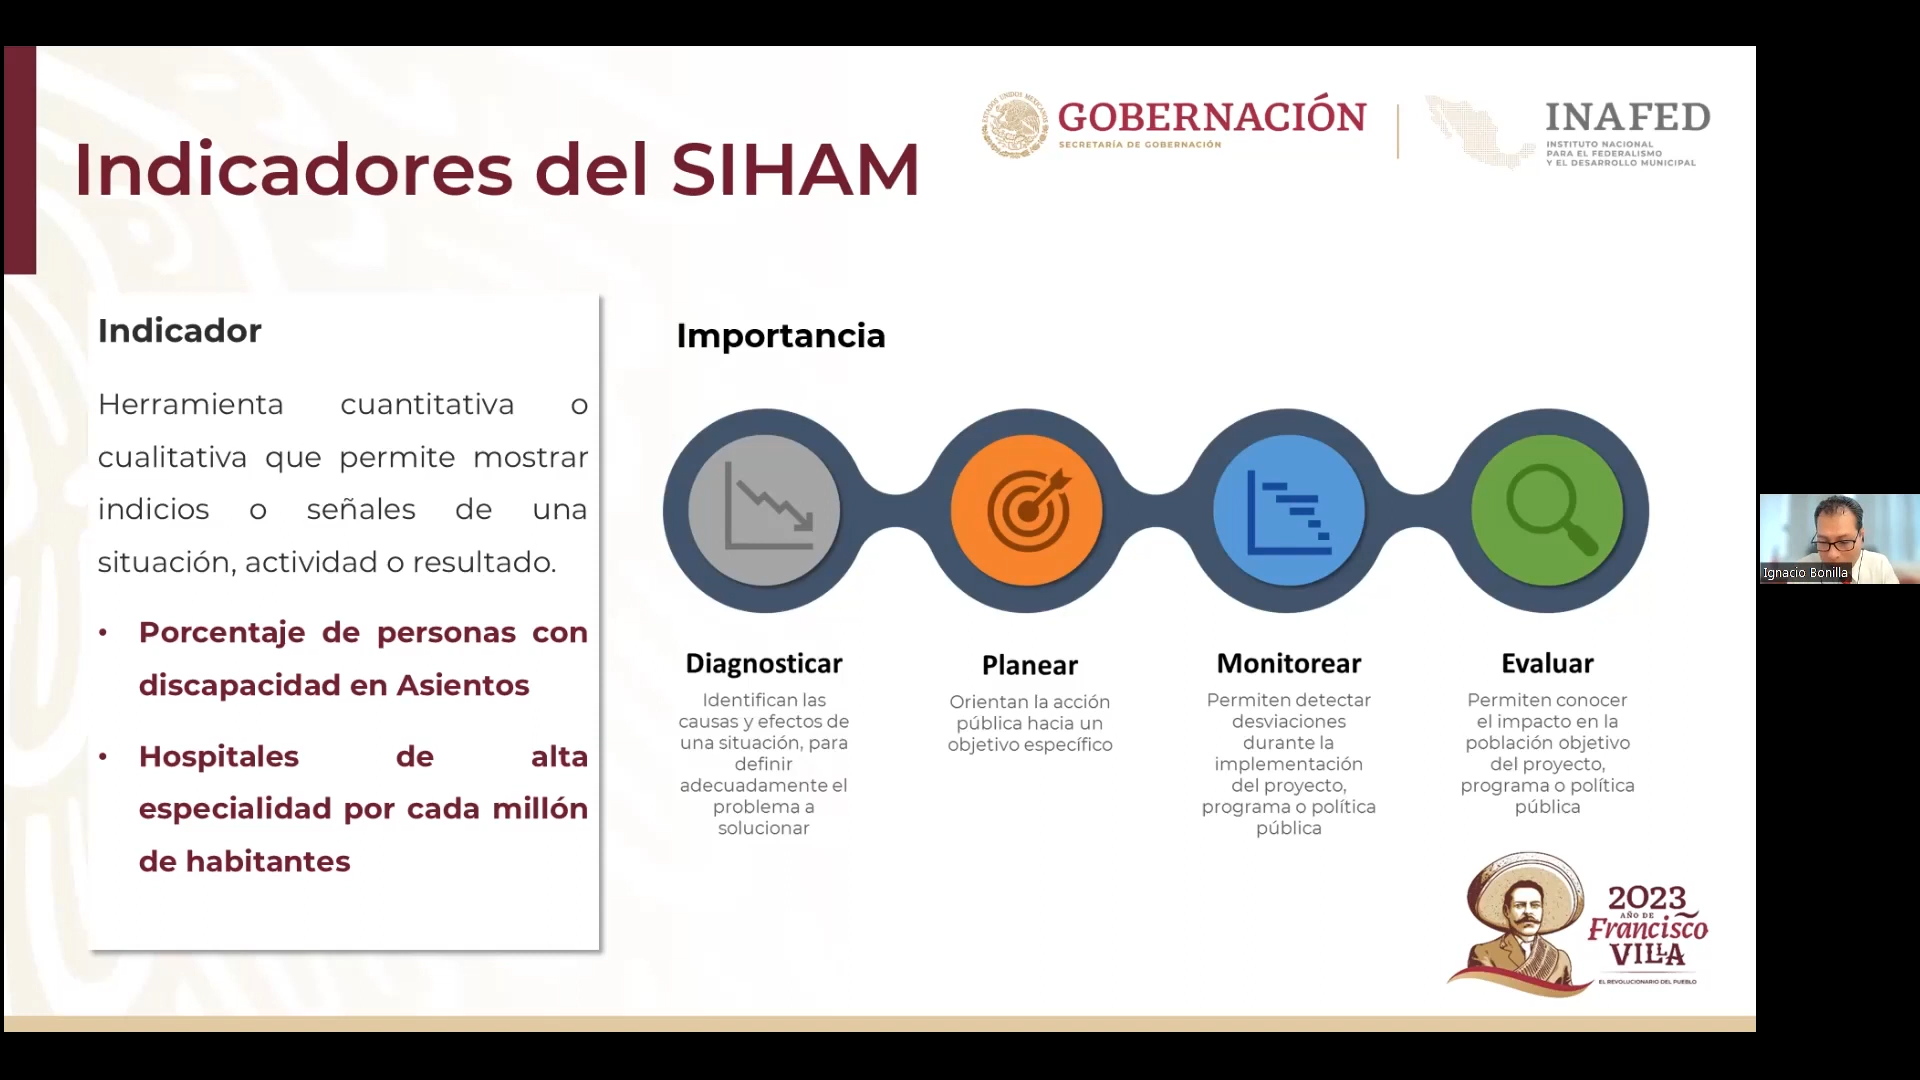 Indicadores del SIHAM
ESTADOS UNIDOS MEXICANOS
GOBERNACIÓN
SECRETARÍA DE GOBERNACIÓN
INAFED
INSTITUTO NACIONAL
PARA EL FEDERALISMO
Y EL DESARROLLO MUNICIPAL
Indicador
Herramienta cuantitativa o
cualitativa que permite mostrar
indicios o señales de una
situación, actividad o resultado.
• Porcentaje de personas con
discapacidad en Asientos
• Hospitales de alta
especialidad por cada millón
de habitantes
Importancia
Diagnosticar
Identifican las
causas y efectos de
una situación, para
definir
adecuadamente el
problema a
solucionar
Planear
Orientan la acción
pública hacia un
objetivo específico
Monitorear
Permiten detectar
desviaciones
durante la
implementación
del proyecto,
programa o política
pública
Evaluar
Permiten conocer
el impacto en la
población objetivo
del proyecto,
programa o política
pública
2023
AÑO DE
Francisco
VILLA
EL REVOLUCIONARIO DEL PUEBLO
Ignacio Bonilla